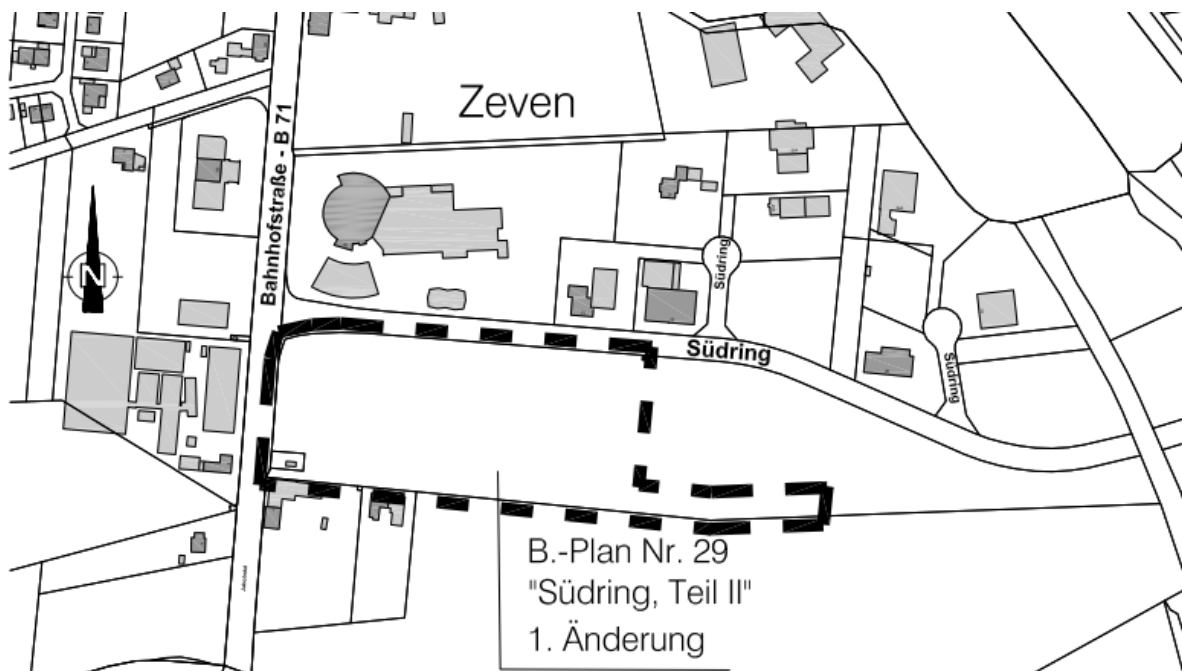 Zeven
Bahnhofstraße - B 71
Südring
Südring
Südring
N
B.-Plan Nr. 29
"Südring, Teil II"
1. Änderung